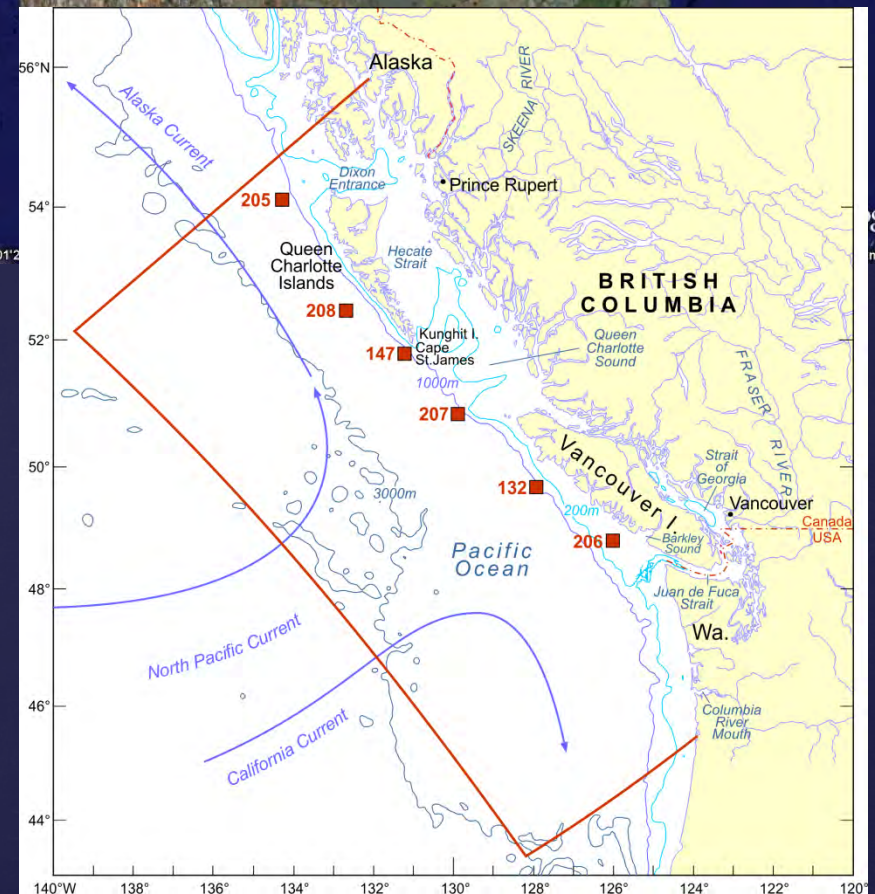 56°N
54°
52°
50°
48°
46°
44°
140°W
138°
136°
134°
132°
130°
128°
126°
124°
122°
120°
Alaska
Alaska Current
SKEENA RIVER
Dixon
Entrance
Prince Rupert
205
Queen
Charlotte
Islands
Hecate
Strait
BRITISH
COLUMBIA
208
147
Kunghit I.
Cape
St.James
Queen
Charlotte
Sound
1000m
207
FRASER RIVER
Vancouver I.
Strait
of
Georgia
3000m
132
200m
Vancouver
Canada
USA
206
Barkley
Sound
Pacific
Ocean
Juan de Fuca
Strait
North Pacific Current
Wa.
California Current
Columbia
River
Mouth